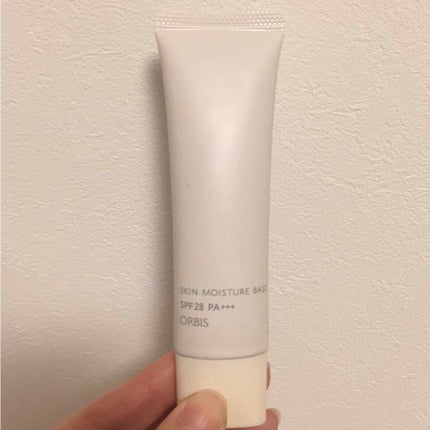 SKIN MOISTURE BASE
SPF28 PA+++
ORBIS